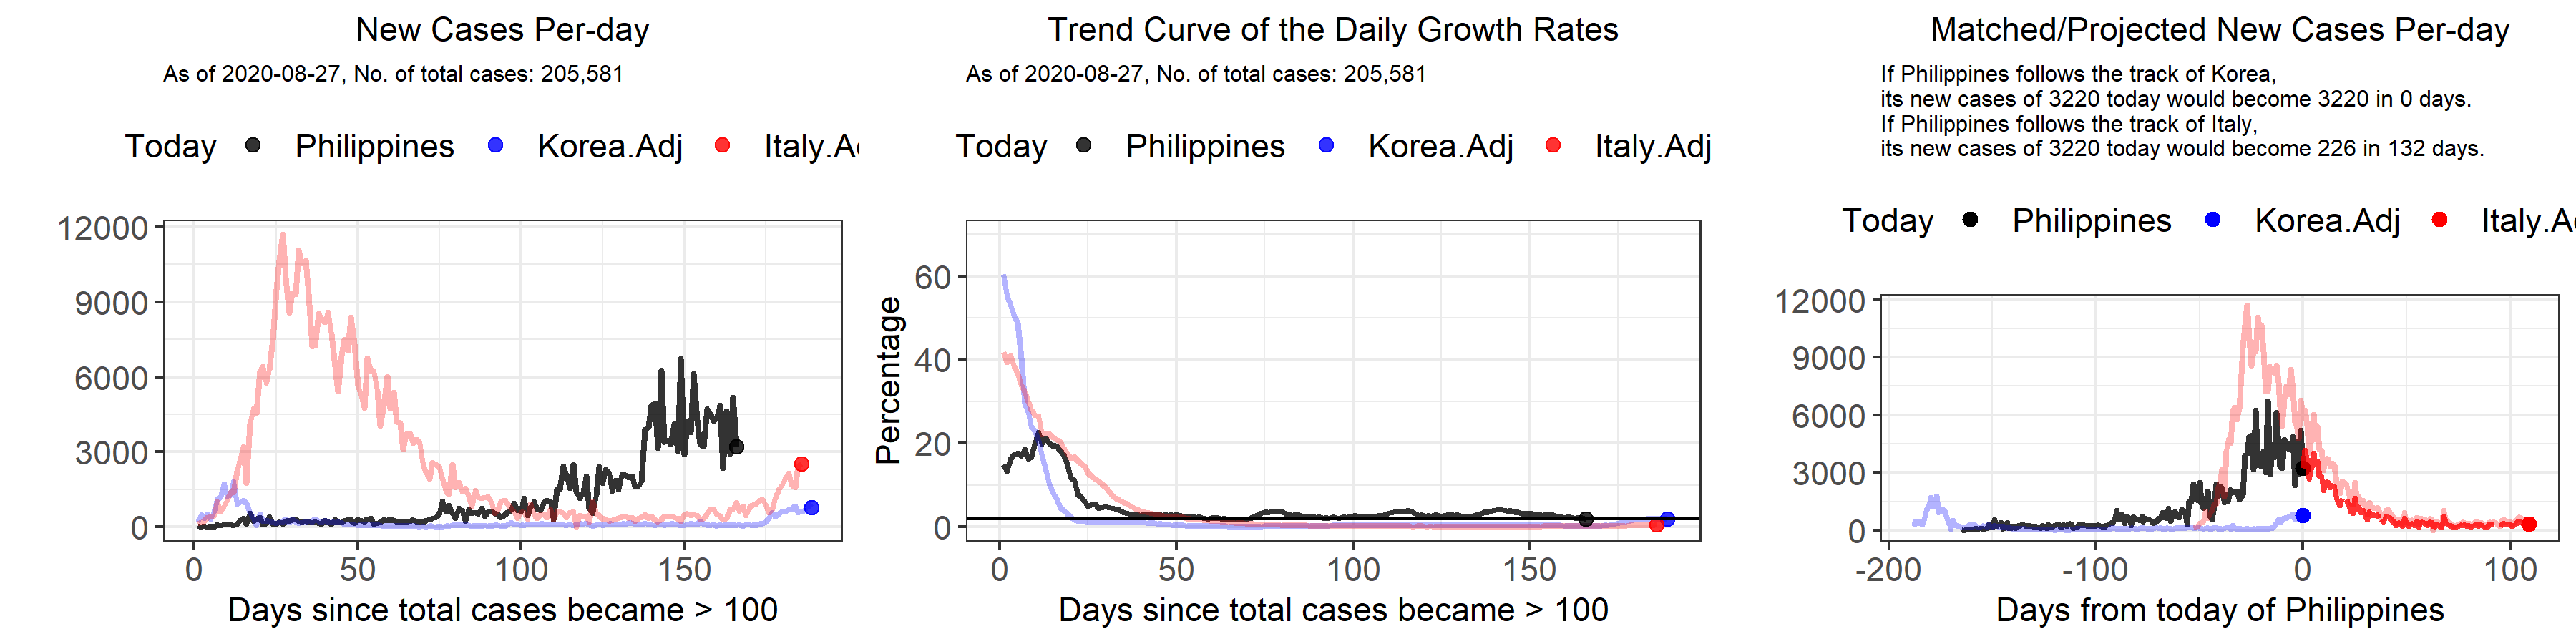 New Cases Per-day
As of 2020-08-27, No. of total cases: 205,581
Today Philippines Korea.Adj Italy.A
12000
9000
6000
3000
0
0 50 100 150
Days since total cases became > 100
Trend Curve of the Daily Growth Rates
As of 2020-08-27, No. of total cases: 205,581
Today Philippines Korea.Adj Italy.Adj
Percentage
60
40
20
0
0 50 100 150
Days since total cases became > 100
Matched/Projected New Cases Per-day
If Philippines follows the track of Korea,
its new cases of 3220 today would become 3220 in 0 days.
If Philippines follows the track of Italy,
its new cases of 3220 today would become 226 in 132 days.
Today Philippines Korea.Adj Italy.A
12000
9000
6000
3000
0
-200 -100 0 100
Days from today of Philippines